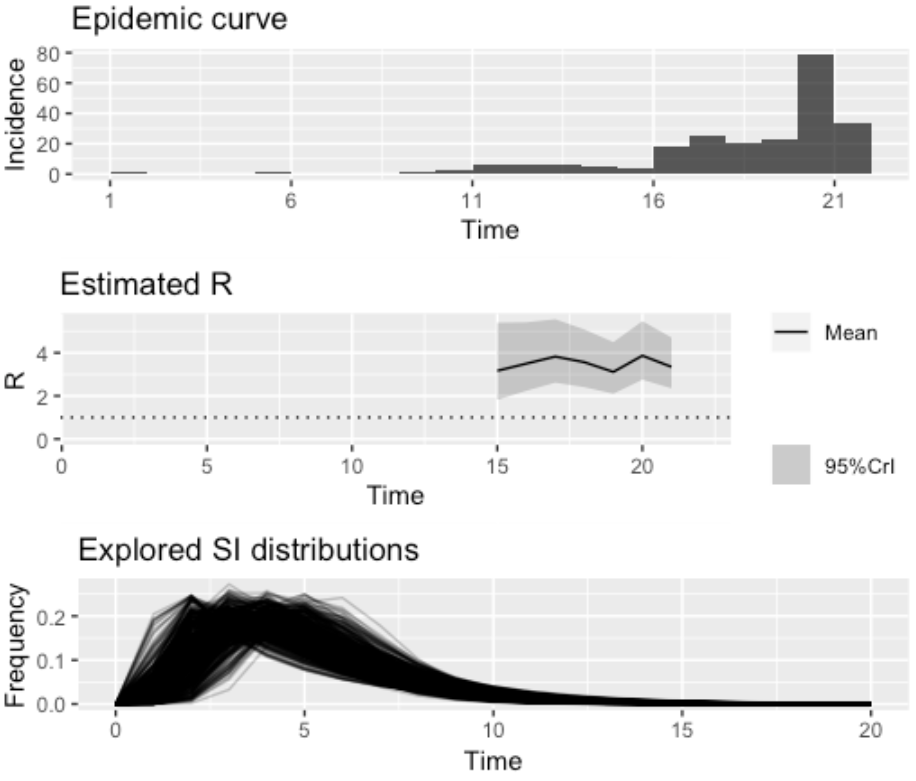 Epidemic curve
80
60
40
20
0
Incidence
1 6 11 16 21
Time
Estimated R
4
2
0
R
0 5 10 15 20
Time
Mean
95%CrI
Explored SI distributions
0.2
0.1
0.0
Frequency
0 5 10 15 20
Time